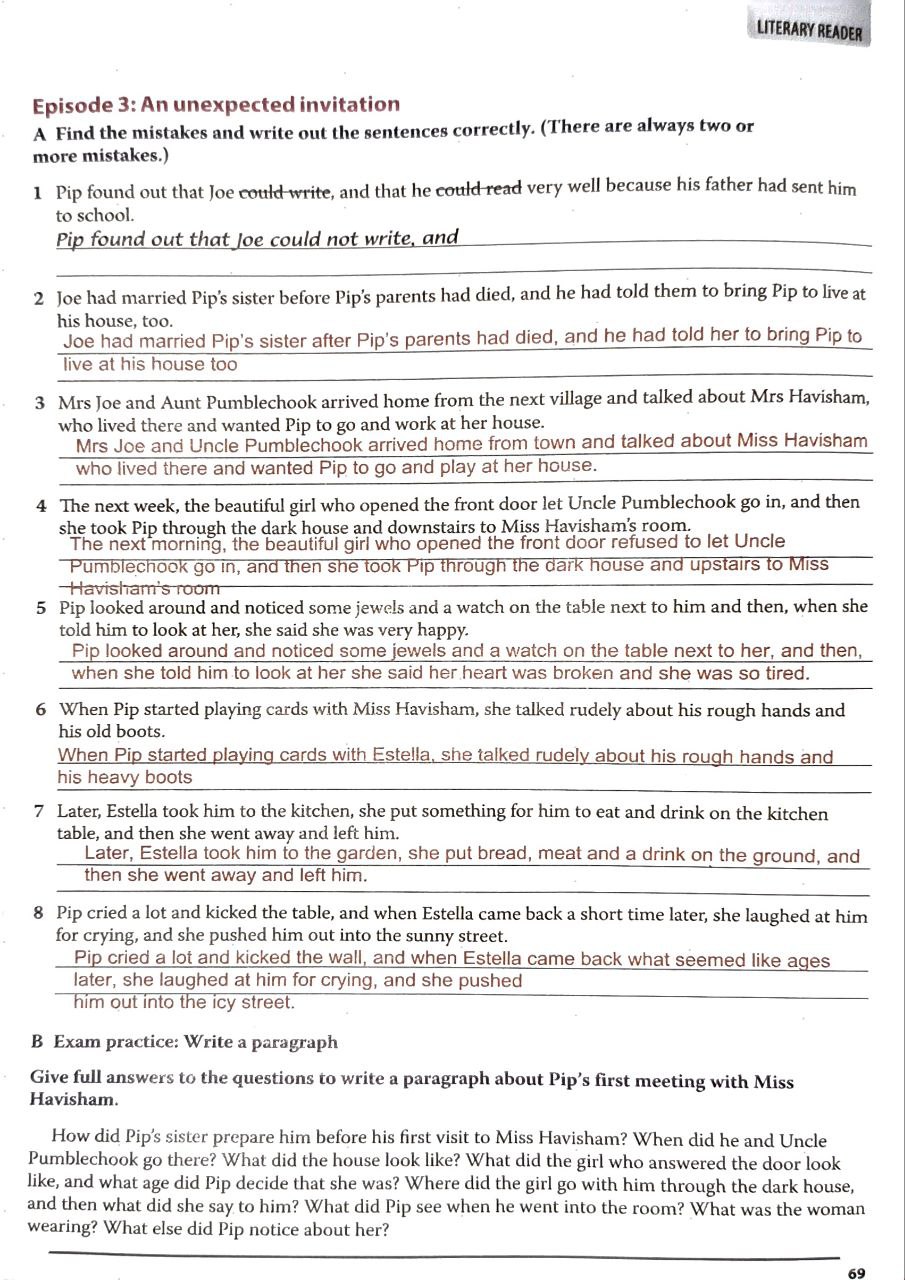 LITERARY READER
Episode 3: An unexpected invitation
A Find the mistakes and write out the sentences correctly. (There are always two or
more mistakes.)
1 Pip found out that Joe could write, and that he could read very well because his father had sent him
to school.
Pip found out that Joe could not write, and
2 Joe had married Pip's sister before Pip's parents had died, and he had told them to bring Pip to live at
his house, too.
Joe had married Pip's sister after Pip's parents had died, and he had told her to bring Pip to
live at his house too
3 Mrs Joe and Aunt Pumblechook arrived home from the next village and talked about Mrs Havisham,
who lived there and wanted Pip to go and work at her house.
Mrs Joe and Uncle Pumblechook arrived home from town and talked about Miss Havisham
who lived there and wanted Pip to go and play at her house.
4 The next week, the beautiful girl who opened the front door let Uncle Pumblechook go in, and then
she took Pip through the dark house and downstairs to Miss Havisham's room.
The next morning, the beautiful girl who opened the front door refused to let Uncle
Pumblechook go in, and then she took Pip through the dark house and upstairs to Miss
Havisham's room
5 Pip looked around and noticed some jewels and a watch on the table next to him and then, when she
told him to look at her, she said she was very happy.
Pip looked around and noticed some jewels and a watch on the table next to her, and then,
when she told him to look at her she said her heart was broken and she was so tired.
6 When Pip started playing cards with Miss Havisham, she talked rudely about his rough hands and
his old boots.
When Pip started playing cards with Estella, she talked rudely about his rough hands and
his heavy boots
7 Later, Estella took him to the kitchen, she put something for him to eat and drink on the kitchen
table, and then she went away and left him.
Later, Estella took him to the garden, she put bread, meat and a drink on the ground, and
then she went away and left him.
8 Pip cried a lot and kicked the table, and when Estella came back a short time later, she laughed at him
for crying, and she pushed him out into the sunny street.
Pip cried a lot and kicked the wall, and when Estella came back what seemed like ages
later, she laughed at him for crying, and she pushed
him out into the icy street.
B Exam practice: Write a paragraph
Give full answers to the questions to write a paragraph about Pip's first meeting with Miss
Havisham.
How did Pip's sister prepare him before his first visit to Miss Havisham? When did he and Uncle
Pumblechook go there? What did the house look like? What did the girl who answered the door look
like, and what age did Pip decide that she was? Where did the girl go with him through the dark house,
and then what did she say to him? What did Pip see when he went into the room? What was the woman
wearing? What else did Pip notice about her?
69